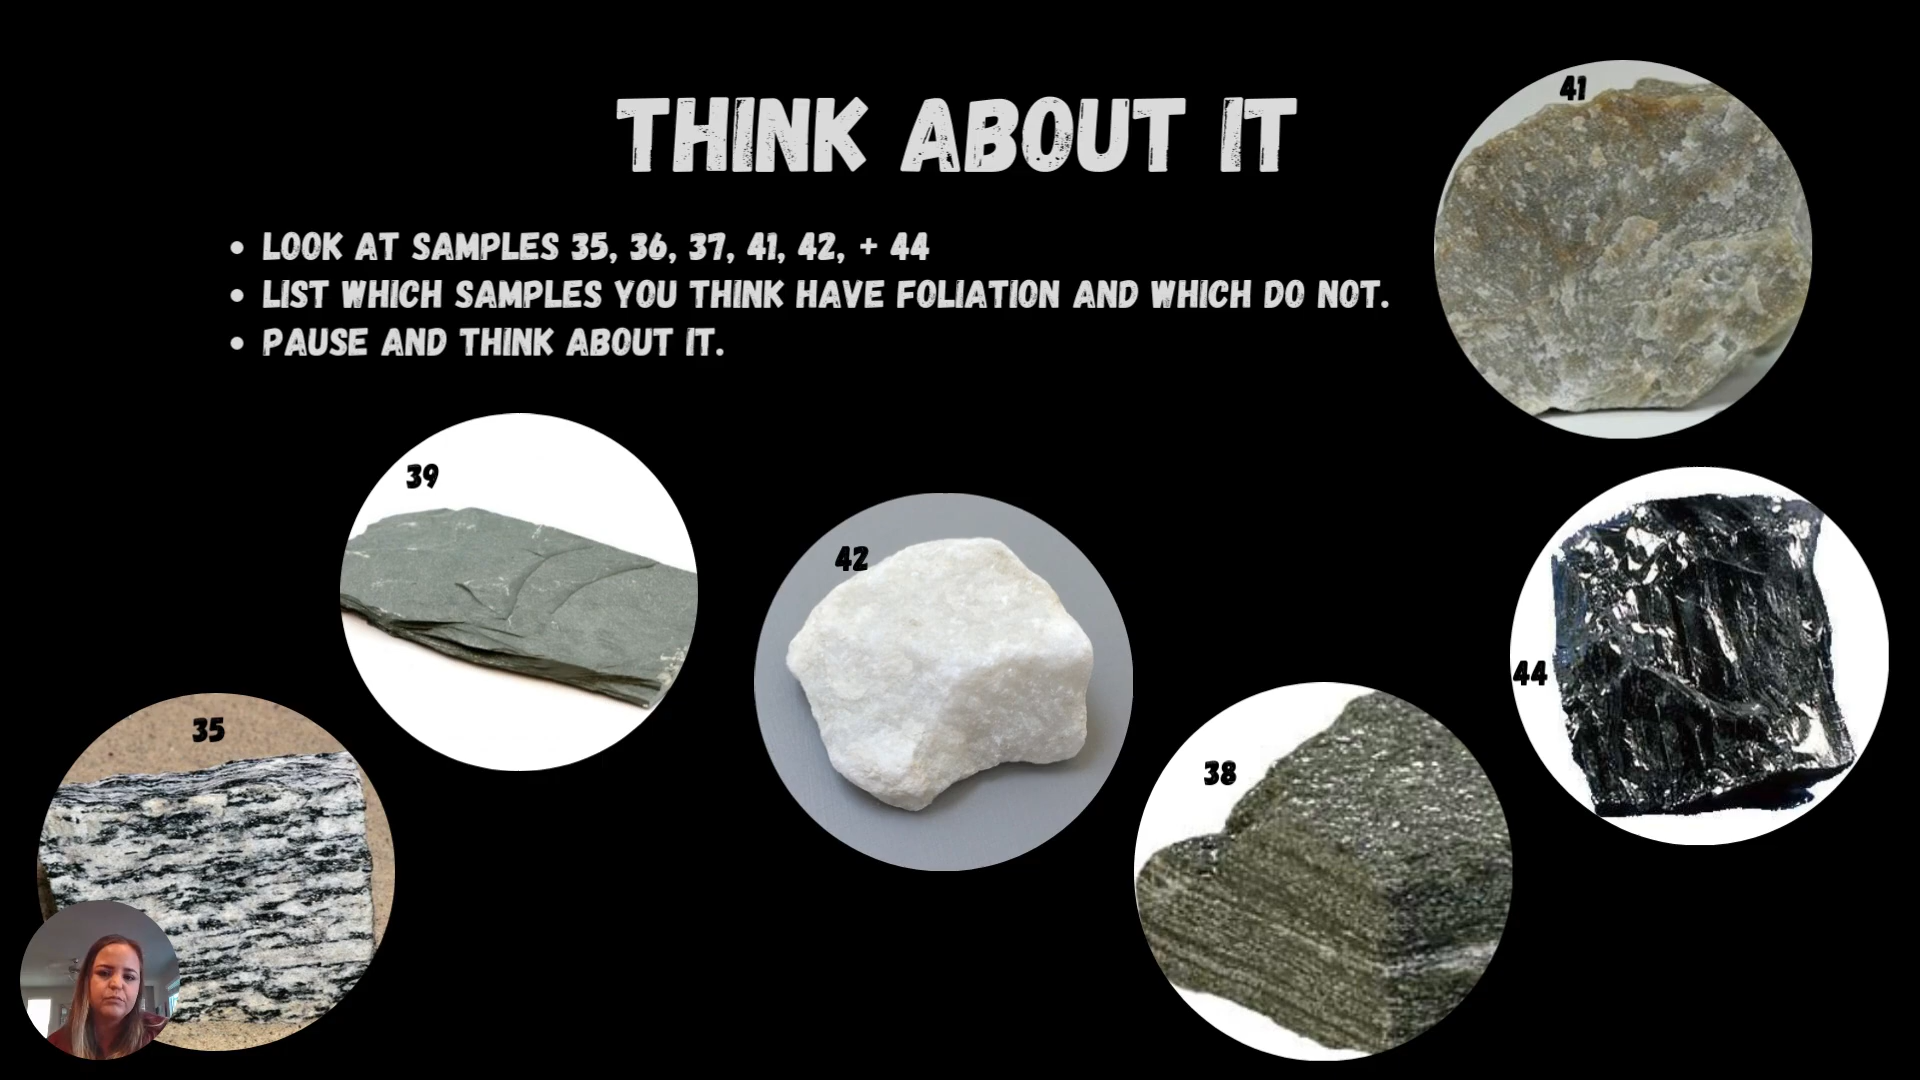 THINK ABOUT IT
• LOOK AT SAMPLES 35, 36, 37, 41, 42, + 44
• LIST WHICH SAMPLES YOU THINK HAVE FOLIATION AND WHICH DO NOT.
• PAUSE AND THINK ABOUT IT.
41
39
42
44
35
38